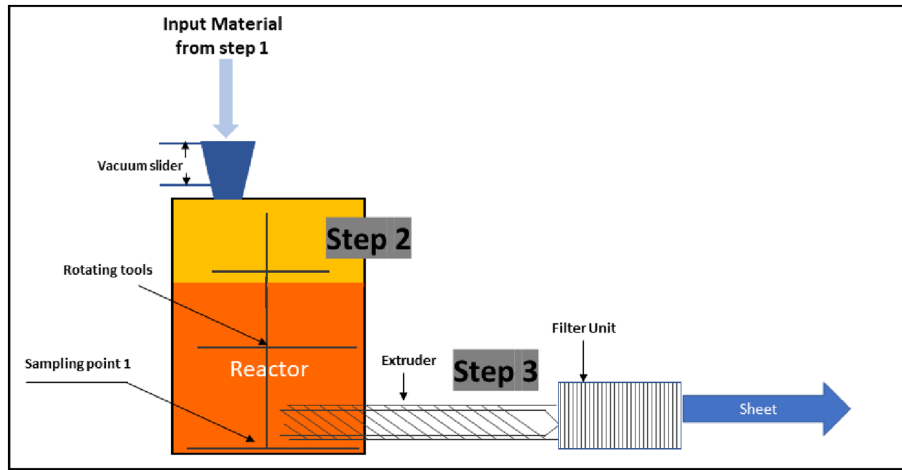 Input Material
from step 1
Vacuum slider
Step 2
Rotating tools
Filter Unit
Sampling point 1
Reactor
Extruder
Step 3
Sheet